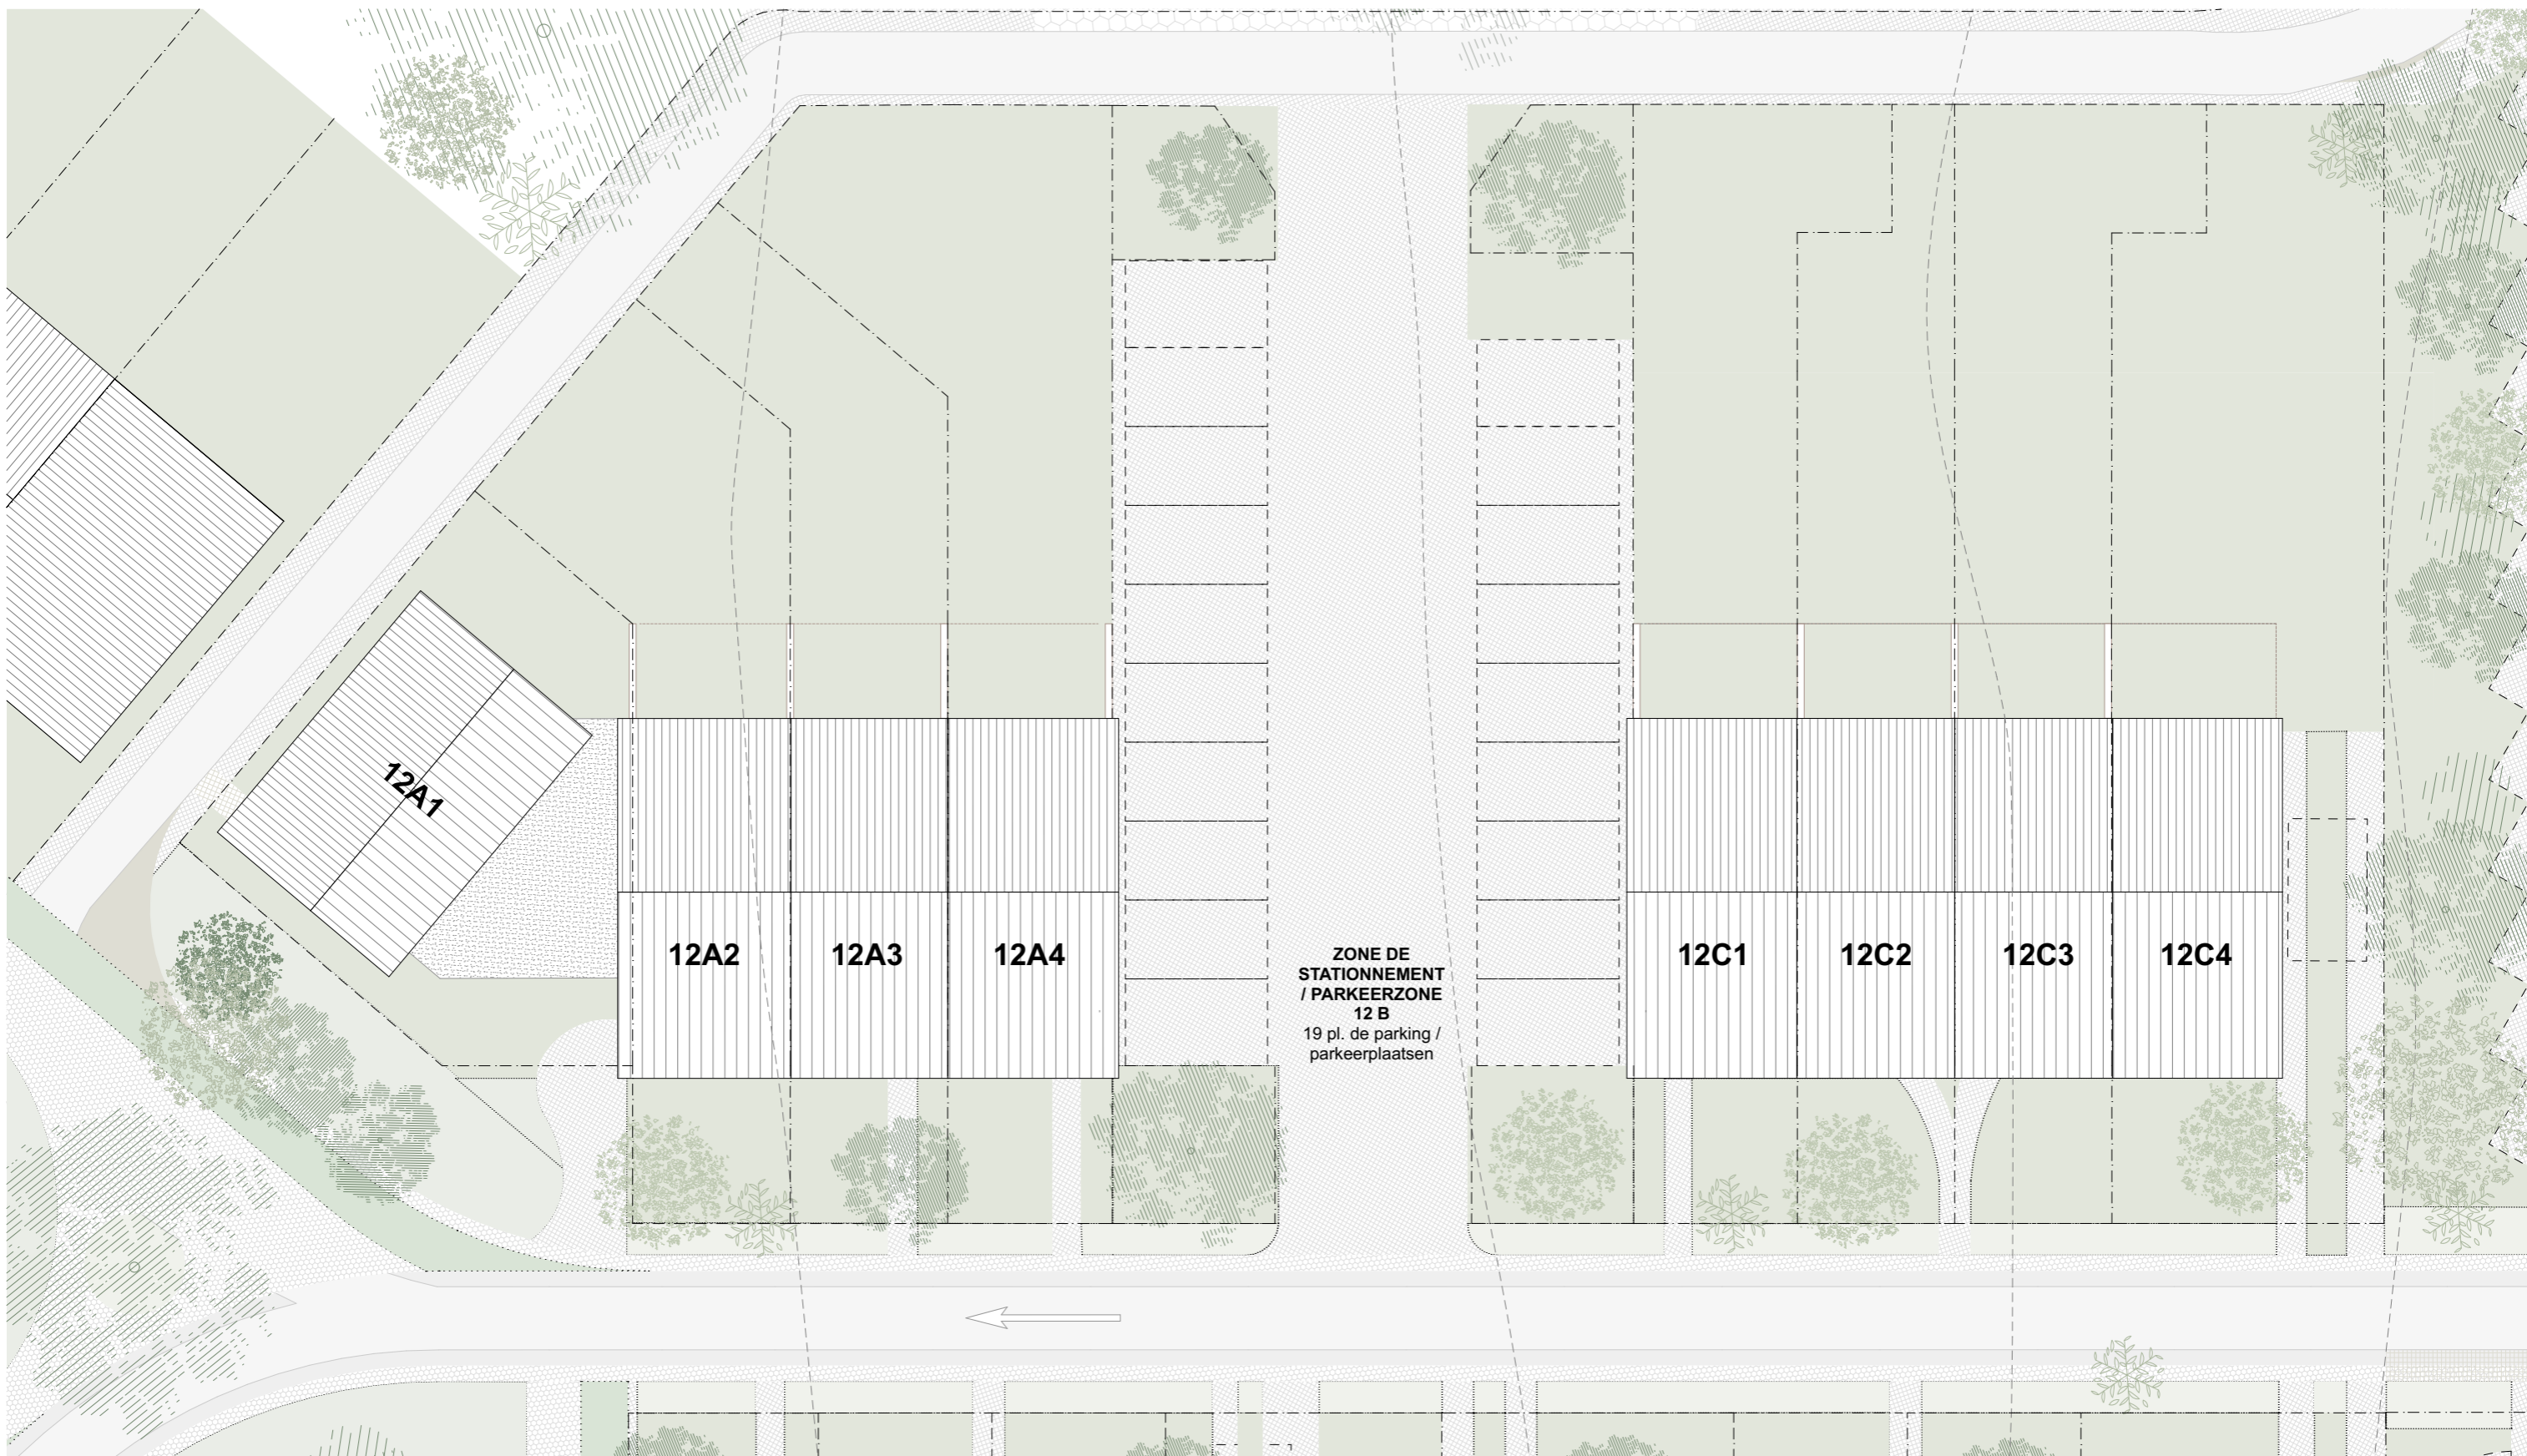 12A1
12A2
12A3
12A4
ZONE DE
STATIONNEMENT
/ PARKEERZONE
12 B
19 pl. de parking /
parkeerplaatsen
12C1
12C2
12C3
12C4